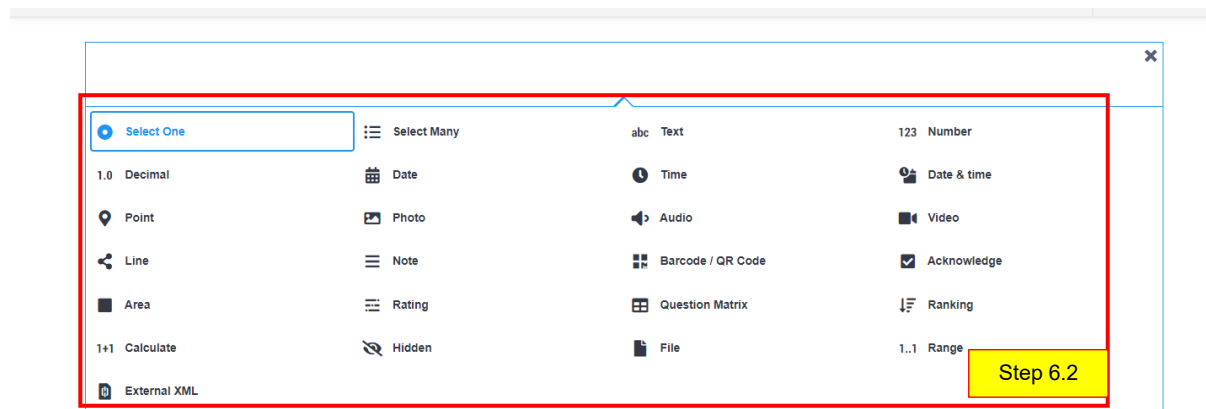 Select One Select Many abc Text 123 Number
1.0 Decimal Date Time Date & time
Point Photo Audio Video
Line Note Barcode / QR Code Acknowledge
Area Rating Question Matrix Ranking
1+1 Calculate Hidden File 1..1 Range
Step 6.2
External XML